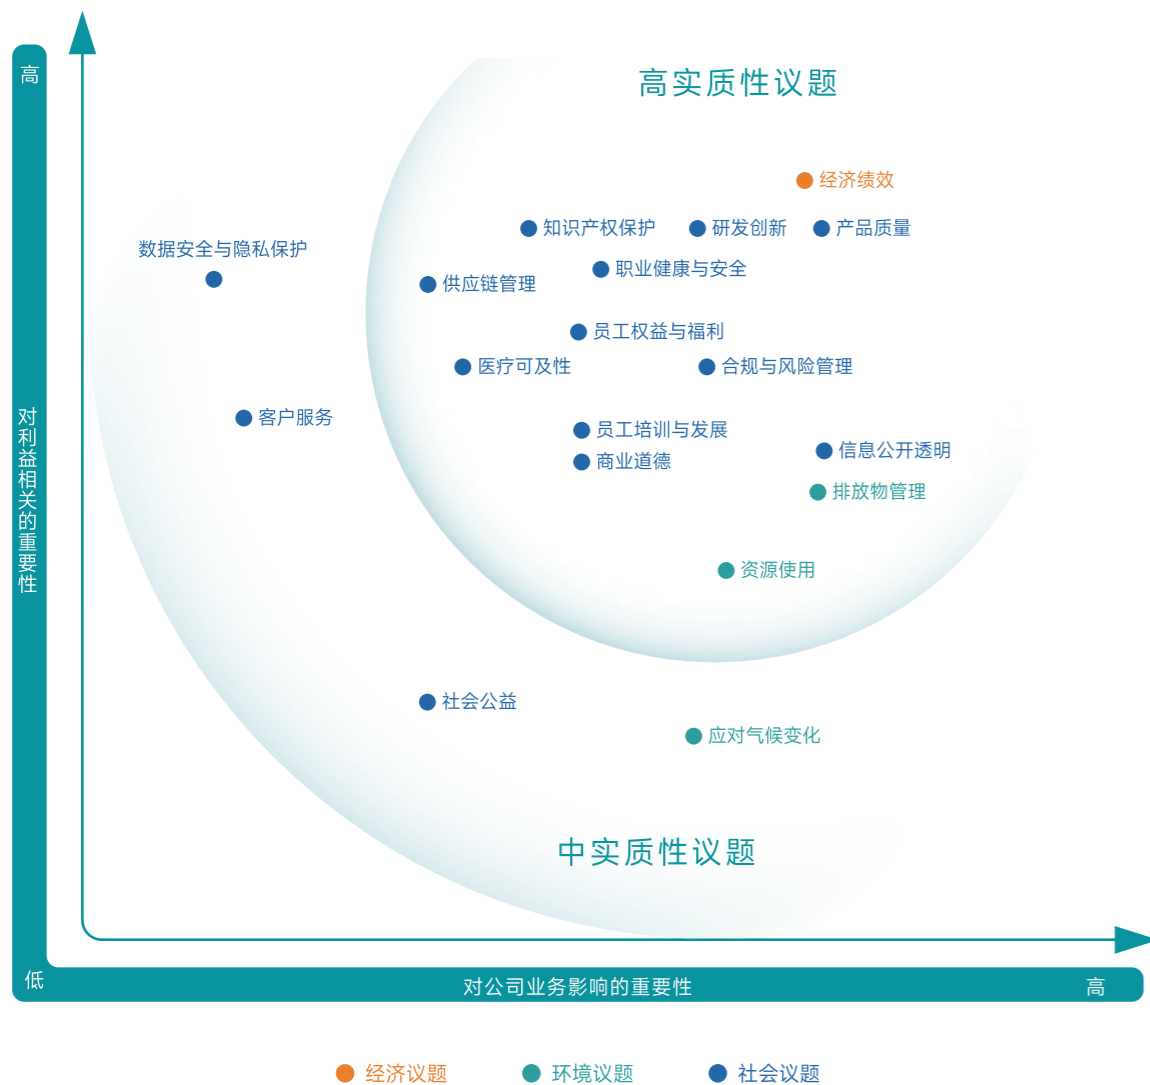 高
高实质性议题
经济绩效
知识产权保护
研发创新
产品质量
数据安全与隐私保护
职业健康与安全
供应链管理
员工权益与福利
医疗可及性
合规与风险管理
客户服务
员工培训与发展
信息公开透明
商业道德
排放物管理
对利益相关的重要性
资源使用
社会公益
应对气候变化
中实质性议题
低
对公司业务影响的重要性
高
经济议题
环境议题
社会议题